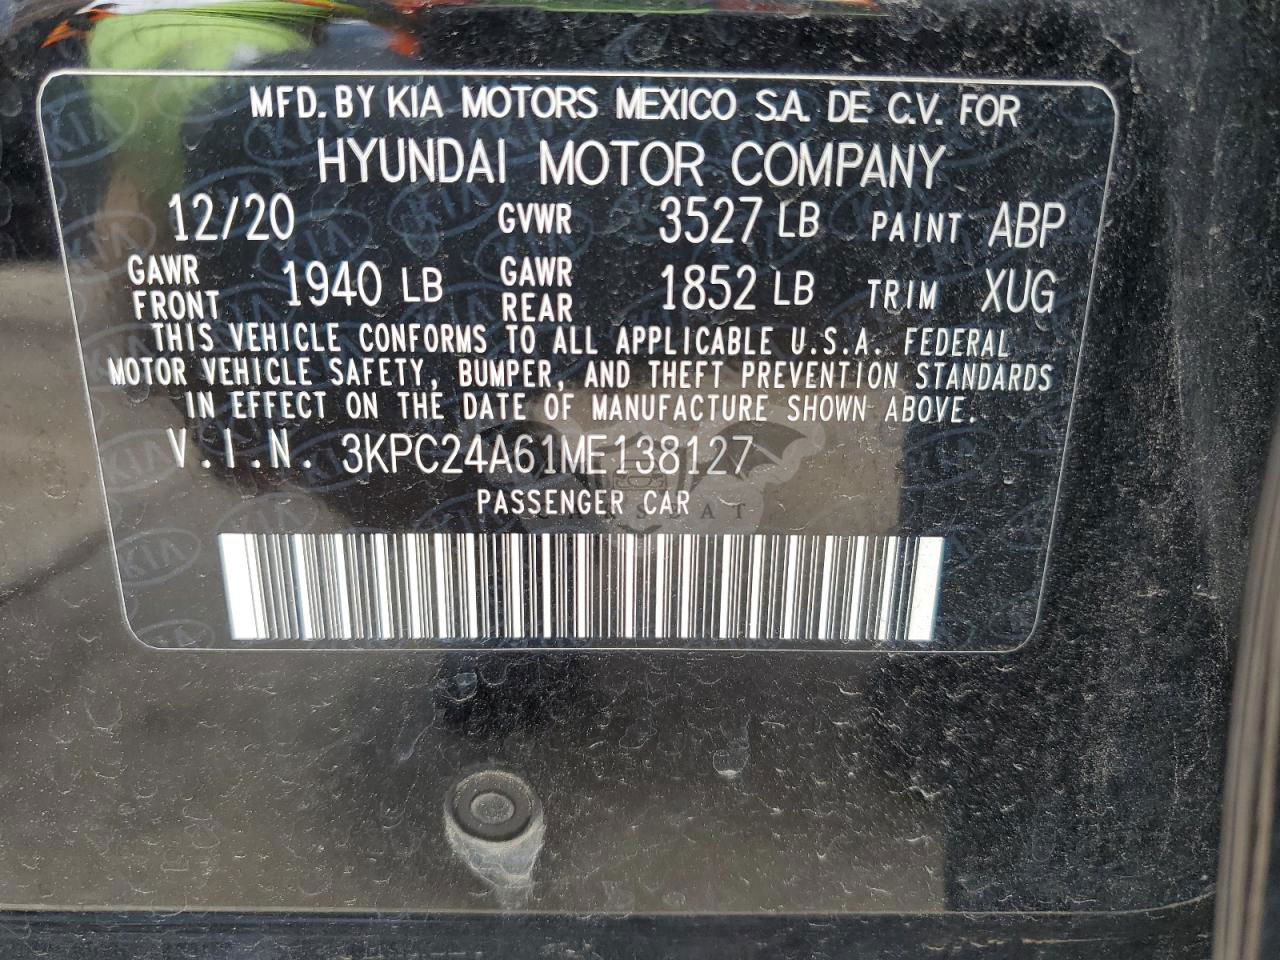 MFD. BY KIA MOTORS MEXICO S.A. DE C.V. FOR
HYUNDAI MOTOR COMPANY
12/20 GVWR 3527 LB PAINT ABP
GAWR FRONT 1940 LB GAWR REAR 1852 LB TRIM XUG
THIS VEHICLE CONFORMS TO ALL APPLICABLE U.S.A. FEDERAL
MOTOR VEHICLE SAFETY, BUMPER, AND THEFT PREVENTION STANDARDS
IN EFFECT ON THE DATE OF MANUFACTURE SHOWN ABOVE.
V.I.N. 3KPC24A61ME138127
PASSENGER CAR